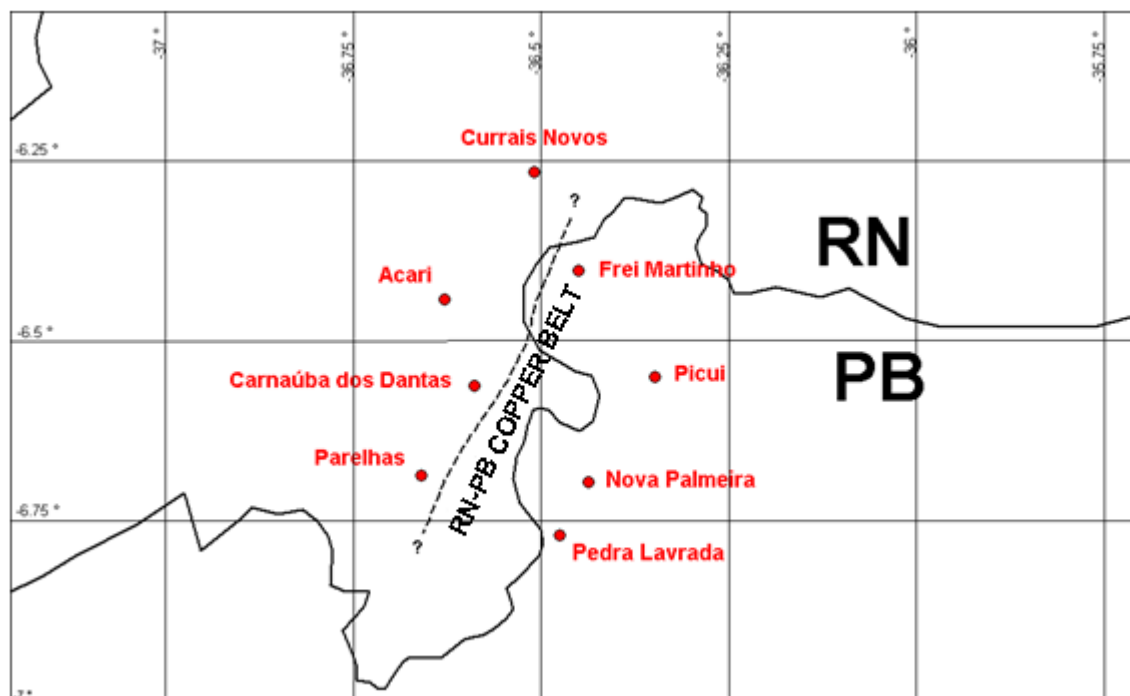 -37 °
-36.75 °
-36.5 °
-36.25 °
-36 °
-35.75 °
Currais Novos
-6.25 °
?
RN
Acari
Frei Martinho
-6.5 °
RN-PB COPPER BELT
Carnaúba dos Dantas
Picui
PB
Parelhas
Nova Palmeira
-6.75 °
?
Pedra Lavrada
-7 °